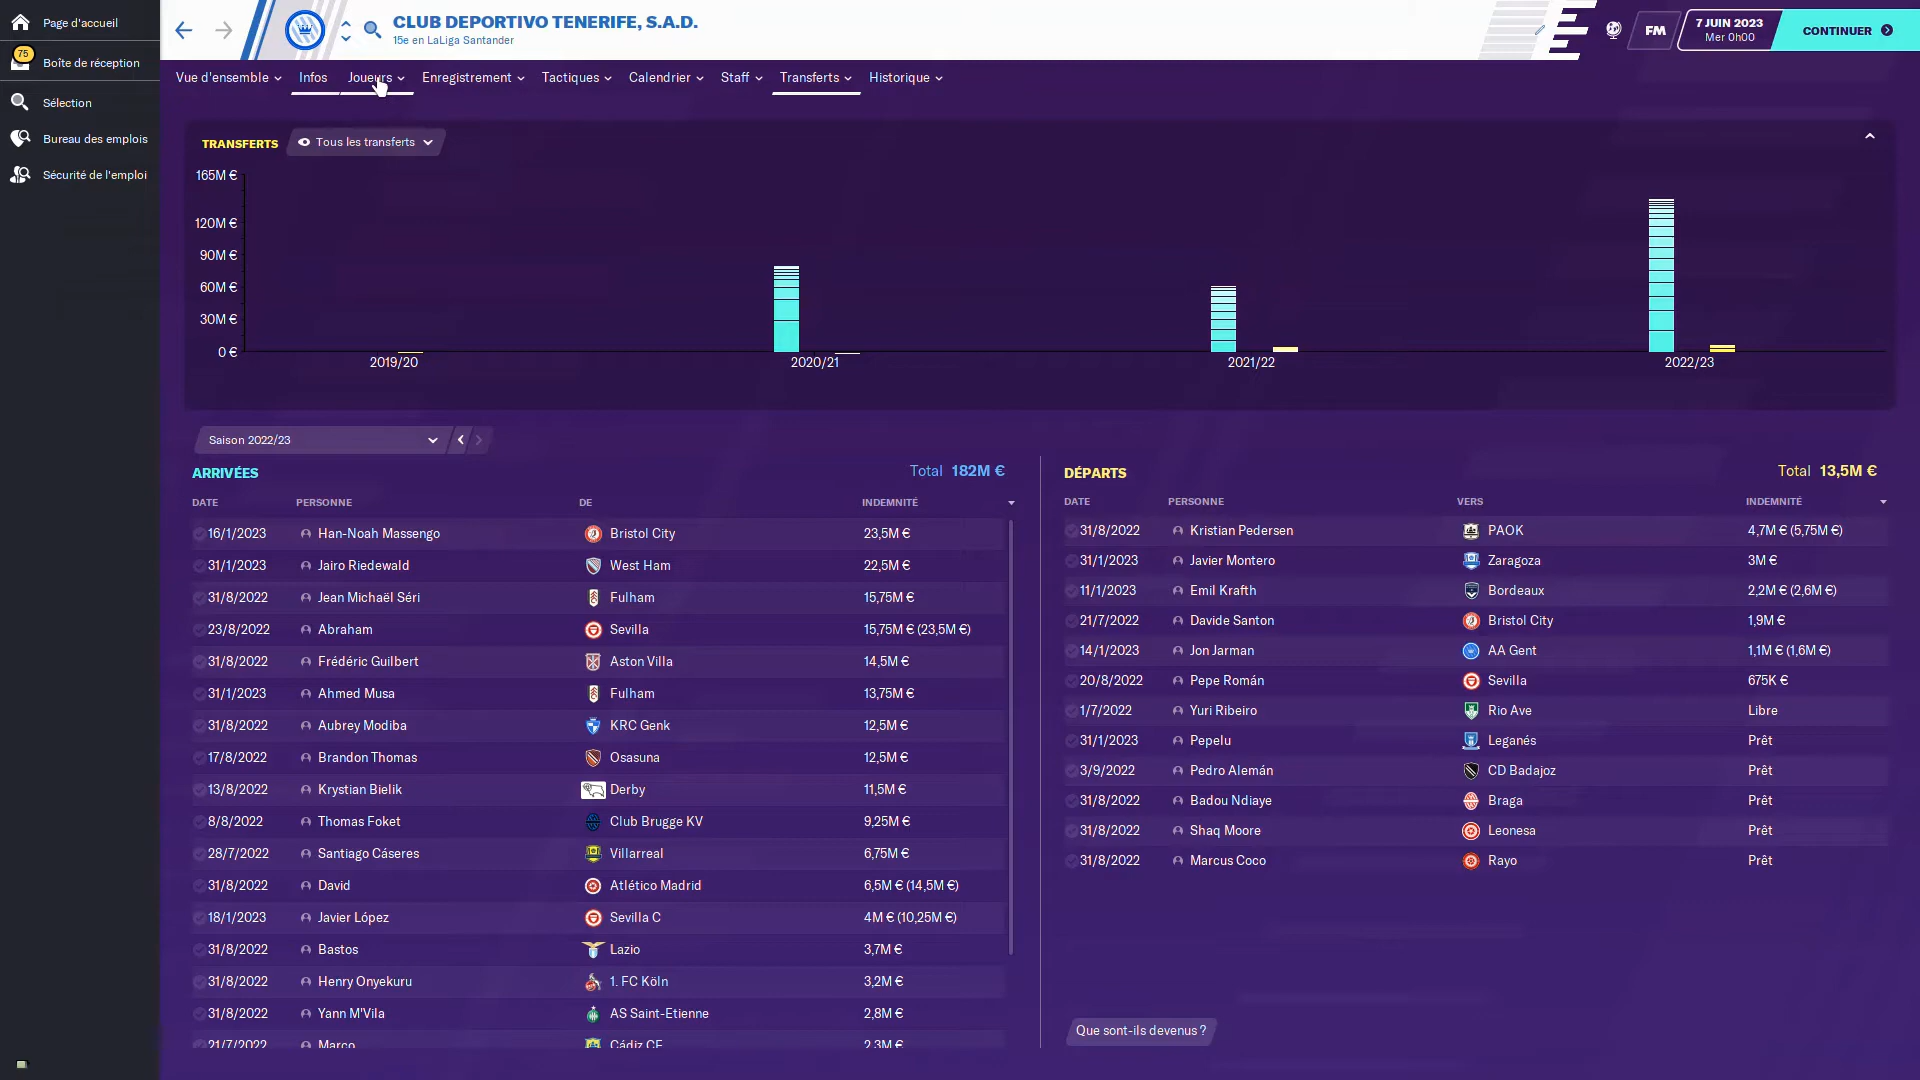 Page d'accueil
75
Boîte de réception
Sélection
Bureau des emplois
Sécurité de l'emploi
CLUB DEPORTIVO TENERIFE, S.A.D.
15e en LaLiga Santander
FM
7 JUIN 2023
Mer 0h00
CONTINUER
Vue d'ensemble Infos Joueurs Enregistrement Tactiques Calendrier Staff Transferts Historique
TRANSFERTS Tous les transferts
165M €
120M €
90M €
60M €
30M €
0 €
2019/20 2020/21 2021/22 2022/23
Saison 2022/23
ARRIVÉES Total 182M €
DATE PERSONNE DE INDEMNITÉ
16/1/2023 Han-Noah Massengo Bristol City 23,5M €
31/1/2023 Jairo Riedewald West Ham 22,5M €
31/8/2022 Jean Michaël Séri Fulham 15,75M €
23/8/2022 Abraham Sevilla 15,75M € (23,5M €)
31/8/2022 Frédéric Guilbert Aston Villa 14,5M €
31/1/2023 Ahmed Musa Fulham 13,75M €
31/8/2022 Aubrey Modiba KRC Genk 12,5M €
17/8/2022 Brandon Thomas Osasuna 12,5M €
13/8/2022 Krystian Bielik Derby 11,5M €
8/8/2022 Thomas Foket Club Brugge KV 9,25M €
28/7/2022 Santiago Cáseres Villarreal 6,75M €
31/8/2022 David Atlético Madrid 6,5M € (14,5M €)
18/1/2023 Javier López Sevilla C 4M € (10,25M €)
31/8/2022 Bastos Lazio 3,7M €
31/8/2022 Henry Onyekuru 1. FC Köln 3,2M €
31/8/2022 Yann M'Vila AS Saint-Etienne 2,8M €
21/7/2022 Marco Cádiz CF 2,3M €
DÉPARTS Total 13,5M €
DATE PERSONNE VERS INDEMNITÉ
31/8/2022 Kristian Pedersen PAOK 4,7M € (5,75M €)
31/1/2023 Javier Montero Zaragoza 3M €
11/1/2023 Emil Krafth Bordeaux 2,2M € (2,6M €)
21/7/2022 Davide Santon Bristol City 1,9M €
14/1/2023 Jon Jarman AA Gent 1,1M € (1,6M €)
20/8/2022 Pepe Román Sevilla 675K €
1/7/2022 Yuri Ribeiro Rio Ave Libre
31/1/2023 Pepelu Leganés Prêt
3/9/2022 Pedro Alemán CD Badajoz Prêt
31/8/2022 Badou Ndiaye Braga Prêt
31/8/2022 Shaq Moore Leonesa Prêt
31/8/2022 Marcus Coco Rayo Prêt
Que sont-ils devenus ?